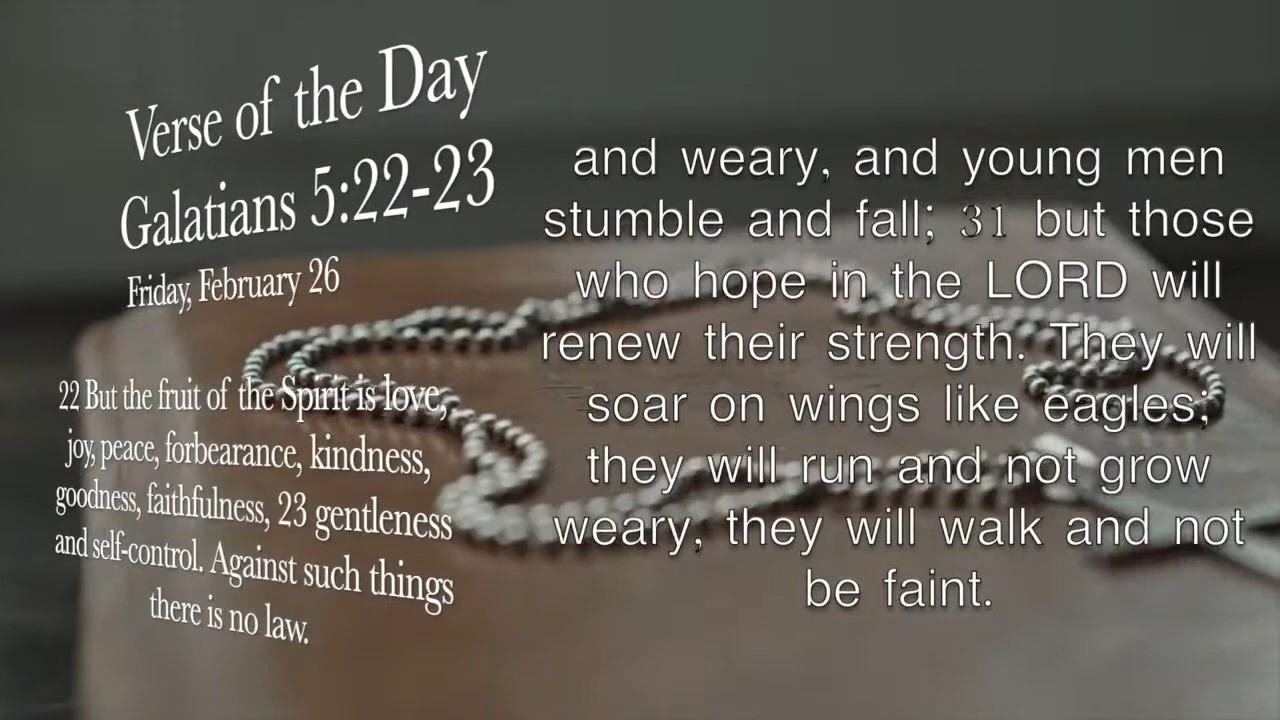 Verse of the Day
Galatians 5:22-23
Friday, February 26
22 But the fruit of the Spirit is love,
joy, peace, forbearance, kindness,
goodness, faithfulness, 23 gentleness
and self-control. Against such things
there is no law.
and weary, and young men
stumble and fall; 31 but those
who hope in the LORD will
renew their strength. They will
soar on wings like eagles;
they will run and not grow
weary, they will walk and not
be faint.